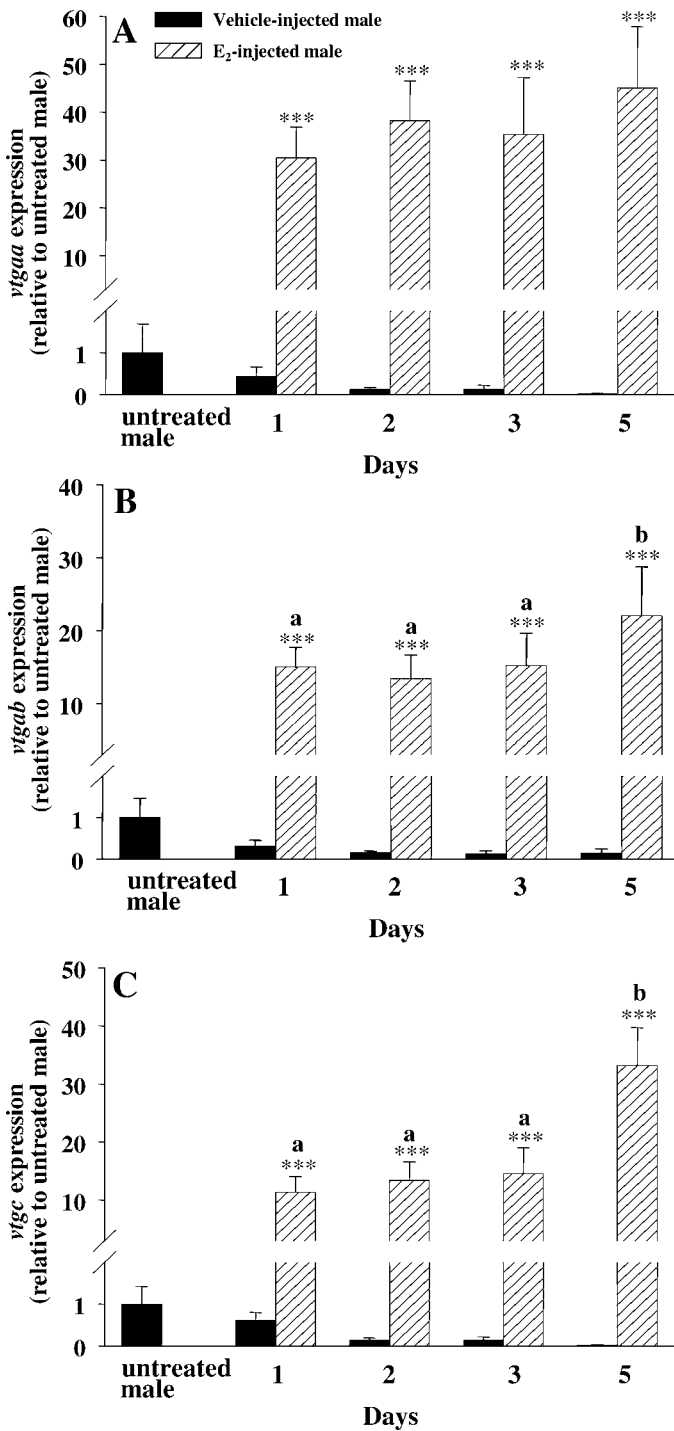 A
Vehicle-injected male
E₂-injected male
vtgaa expression
(relative to untreated male)
60
50
40
30
20
10
1
0
***
***
***
***
untreated
male
1
2
3
5
Days
B
vtgab expression
(relative to untreated male)
40
30
20
10
1
0
a
***
a
***
a
***
b
***
untreated
male
1
2
3
5
Days
C
vtgc expression
(relative to untreated male)
50
40
30
20
10
1
0
a
***
a
***
a
***
b
***
untreated
male
1
2
3
5
Days